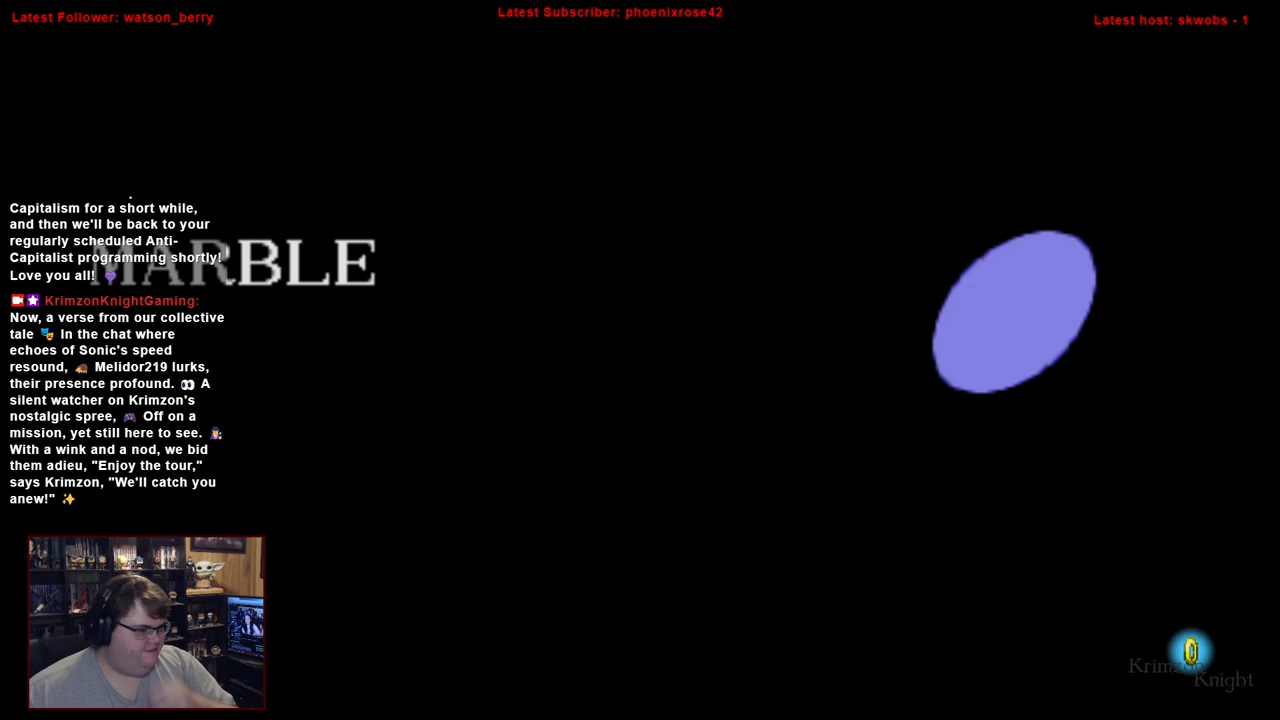 Latest Follower: watson_berry
Latest Subscriber: phoenixrose42
Latest host: skwobs - 1
Capitalism for a short while,
and then we'll be back to your
regularly scheduled Anti-
Capitalist programming shortly!
Love you all! 💜
MARBLE
KrimzonKnightGaming:
Now, a verse from our collective
tale 🎭 In the chat where
echoes of Sonic's speed
resound, 🦔 Melidor219 lurks,
their presence profound. 👀 A
silent watcher on Krimzon's
nostalgic spree, 🎮 Off on a
mission, yet still here to see.
With a wink and a nod, we bid
them adieu, "Enjoy the tour,"
says Krimzon, "We'll catch you
anew!" ✨
Krimzon
Knight